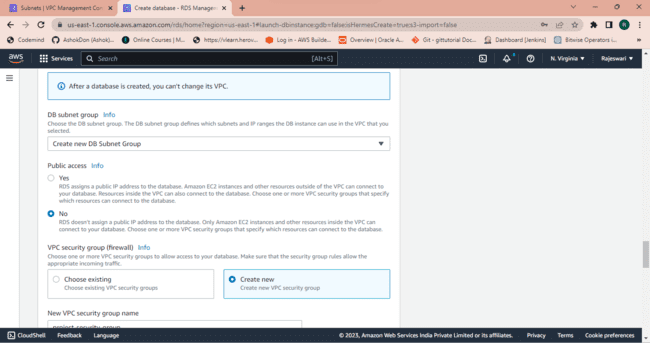 Subnets | VPC Management Con
Create database - RDS Manageme
us-east-1.console.aws.amazon.com/rds/home?region=us-east-1#launch-dbinstance:gdb=false;isHermesCreate=true;s3-import=false
Codemind
AshokDon (Ashok)...
Online Courses | M...
https://vlearn.herov...
Log in - AWS Builde...
Overview | Oracle A...
Git - gittutorial Doc...
Dashboard [Jenkins]
Bitwise Operators i...
aws
Services
Search
[Alt+S]
N. Virginia
Rajeswari
After a database is created, you can't change its VPC.
DB subnet group Info
Choose the DB subnet group. The DB subnet group defines which subnets and IP ranges the DB instance can use in the VPC that you
selected.
Create new DB Subnet Group
Public access Info
Yes
RDS assigns a public IP address to the database. Amazon EC2 instances and other resources outside of the VPC can connect to
your database. Resources inside the VPC can also connect to the database. Choose one or more VPC security groups that specify
which resources can connect to the database.
No
RDS doesn't assign a public IP address to the database. Only Amazon EC2 instances and other resources inside the VPC can
connect to your database. Choose one or more VPC security groups that specify which resources can connect to the database.
VPC security group (firewall) Info
Choose one or more VPC security groups to allow access to your database. Make sure that the security group rules allow the
appropriate incoming traffic.
Choose existing
Choose existing VPC security groups
Create new
Create new VPC security group
New VPC security group name
project-security-group
CloudShell
Feedback
Language
© 2023, Amazon Web Services India Private Limited or its affiliates.
Privacy
Terms
Cookie preferences